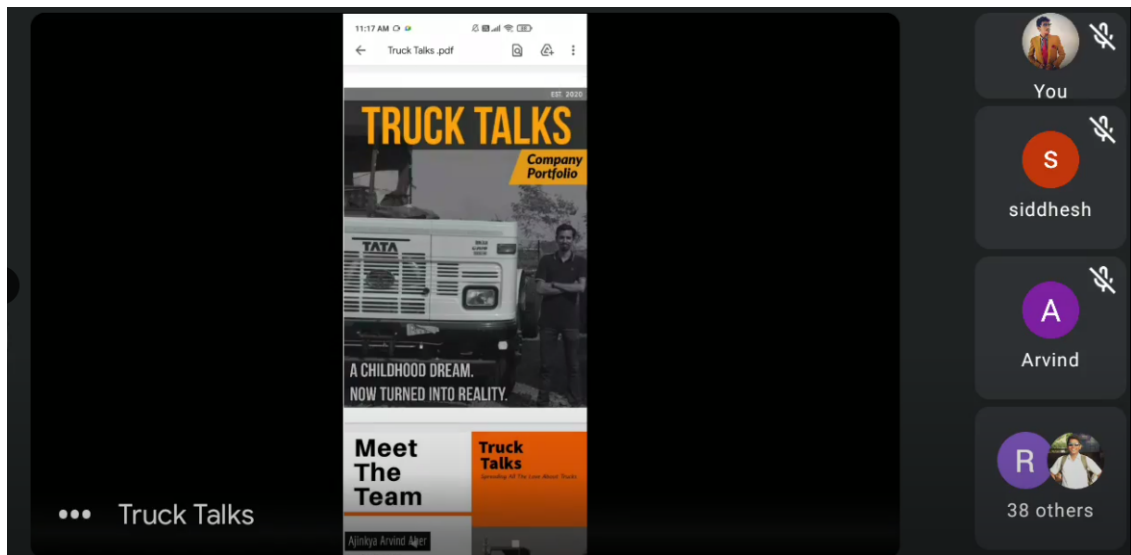 11:17 AM
Truck Talks .pdf
EST. 2020
TRUCK TALKS
Company
Portfolio
TATA
A CHILDHOOD DREAM.
NOW TURNED INTO REALITY.
Meet
The
Team
Truck
Talks
Spreading All The Love About Trucks
Ajinkya Arvind Aher
Truck Talks
You
S
siddhesh
A
Arvind
R
38 others